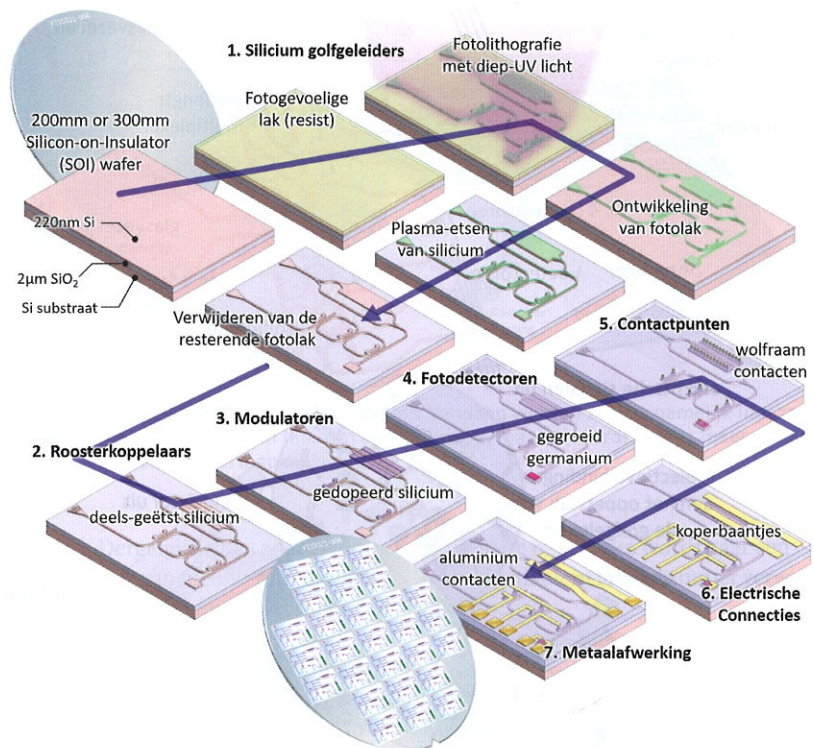 1. Silicium golfgeleiders
Fotolithografie
met diep-UV licht
Fotogevoelige
lak (resist)
200mm or 300mm
Silicon-on-Insulator
(SOI) wafer
220nm Si
2µm SiO₂
Si substraat
Ontwikkeling
van fotolak
Plasma-etsen
van silicium
Verwijderen van de
resterende fotolak
5. Contactpunten
wolfraam
contacten
4. Fotodetectoren
gegroeid
germanium
3. Modulatoren
gedopeerd silicium
2. Roosterkoppelaars
deels-geëtst silicium
koperbaantjes
6. Electrische
Connecties
aluminium
contacten
7. Metaalafwerking